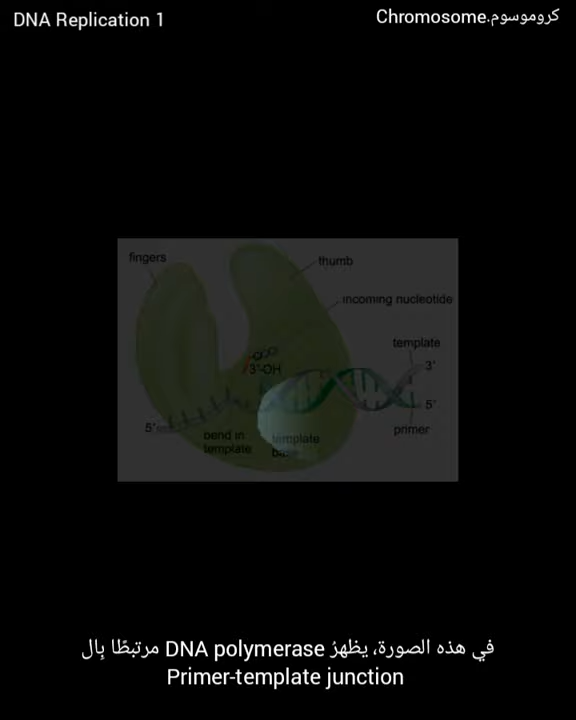 DNA Replication 1
Chromosome.كروموسوم
fingers
thumb
incoming nucleotide
template
3'
3'-OH
5'
5'
primer
bend in
template
template
في هذه الصورة، يظهرُ DNA polymerase مرتبطًا بِال
Primer-template junction